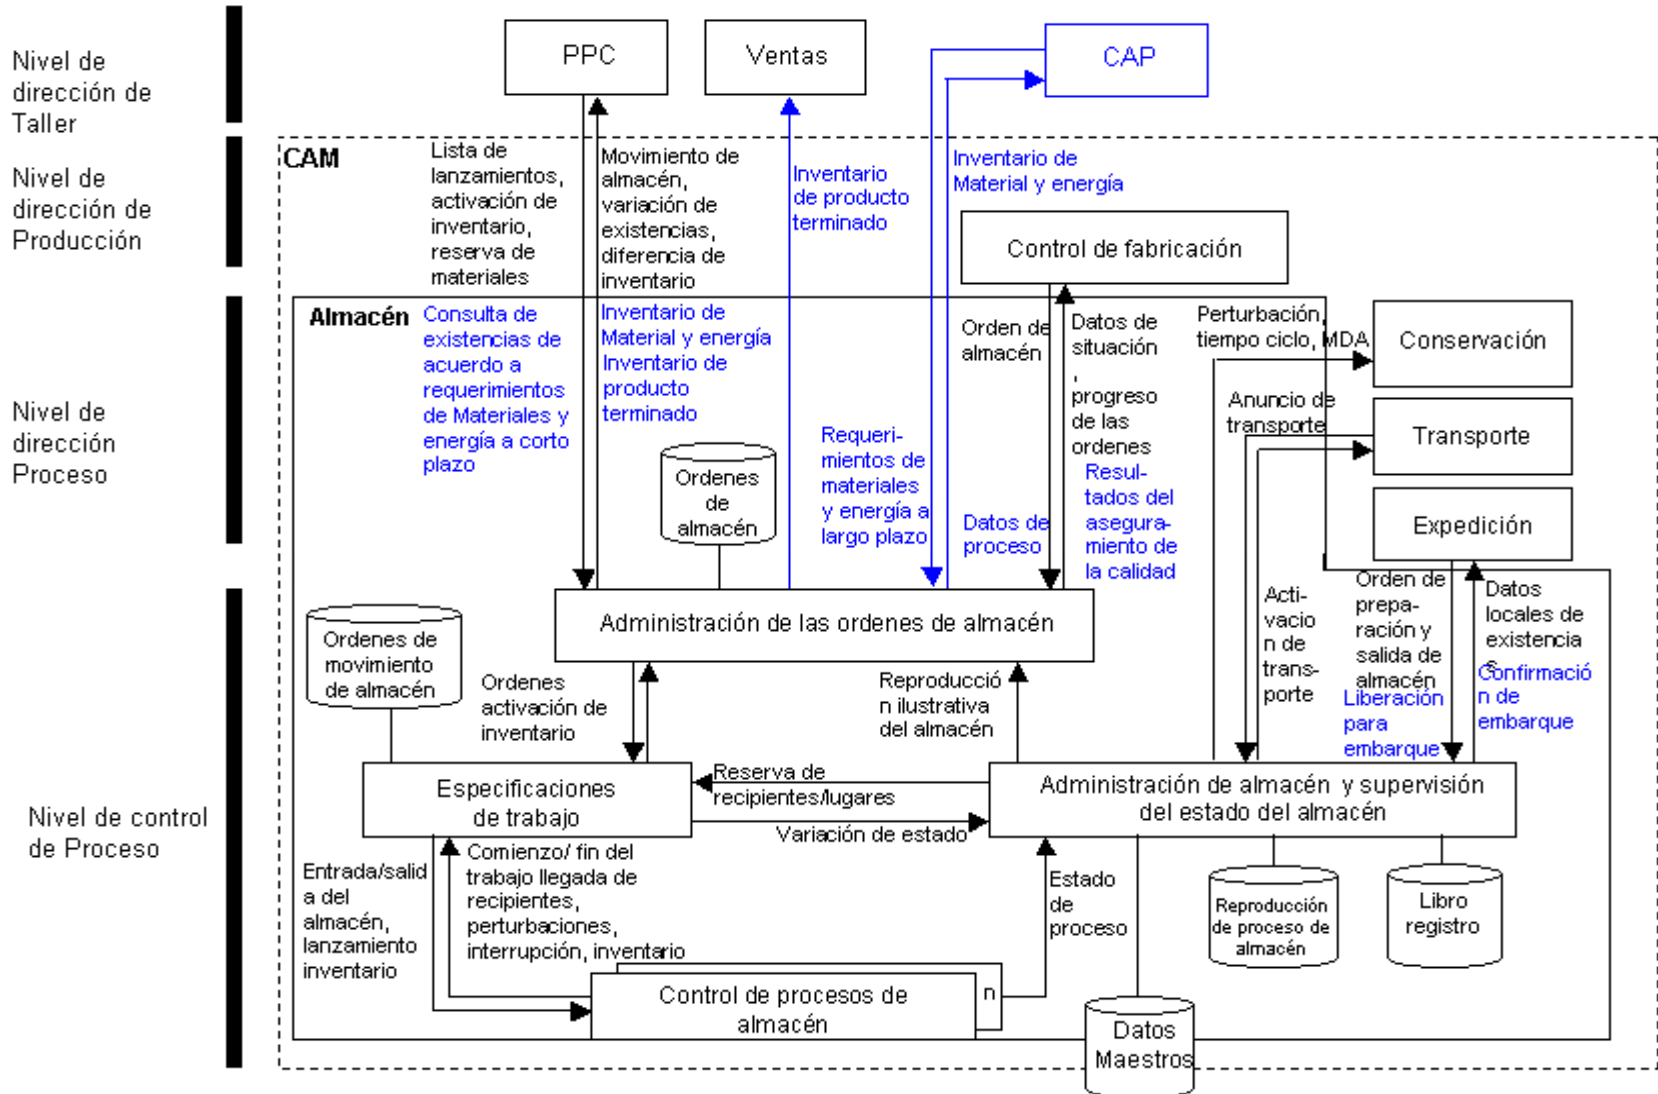 Nivel de
dirección de
Taller
PPC
Ventas
CAP
Nivel de
dirección de
Producción
CAM
Lista de
lanzamientos,
activación de
inventario,
reserva de
materiales
Movimiento de
almacén,
variación de
existencias,
diferencia de
inventario
Inventario
de producto
terminado
Inventario de
Material y energía
Control de fabricación
Nivel de
dirección
Proceso
Almacén
Consulta de
existencias de
acuerdo a
requerimientos
de Materiales y
energía a corto
plazo
Inventario de
Material y energía
Inventario de
producto
terminado
Ordenes
de
almacén
Requeri-
mientos de
materiales
y energía a
largo plazo
Orden de
almacén
Datos de
proceso
Datos de
situación
,
progreso
de las
ordenes
Resul-
tados del
asegura-
miento de
la calidad
Perturbación,
tiempo ciclo, MDA
Conservación
Anuncio de
transporte
Transporte
Expedición
Nivel de control
de Proceso
Ordenes de
movimiento
de almacén
Administración de las ordenes de almacén
Acti-
vacio
n de
trans-
porte
Orden de
prepa-
ración y
salida de
almacén
Liberación
para
embarque
Datos
locales de
existencia
s
Confirmació
n de
embarque
Ordenes
activación de
inventario
Reproducció
n ilustrativa
del almacén
Especificaciones
de trabajo
Reserva de
recipientes/lugares
Variación de estado
Administración de almacén y supervisión
del estado del almacén
Entrada/salid
a del
almacén,
lanzamiento
inventario
Comienzo/ fin del
trabajo llegada de
recipientes,
perturbaciones,
interrupción, inventario
Estado
de
proceso
Reproducción
de proceso de
almacén
Libro
registro
Control de procesos de
almacén
n
Datos
Maestros